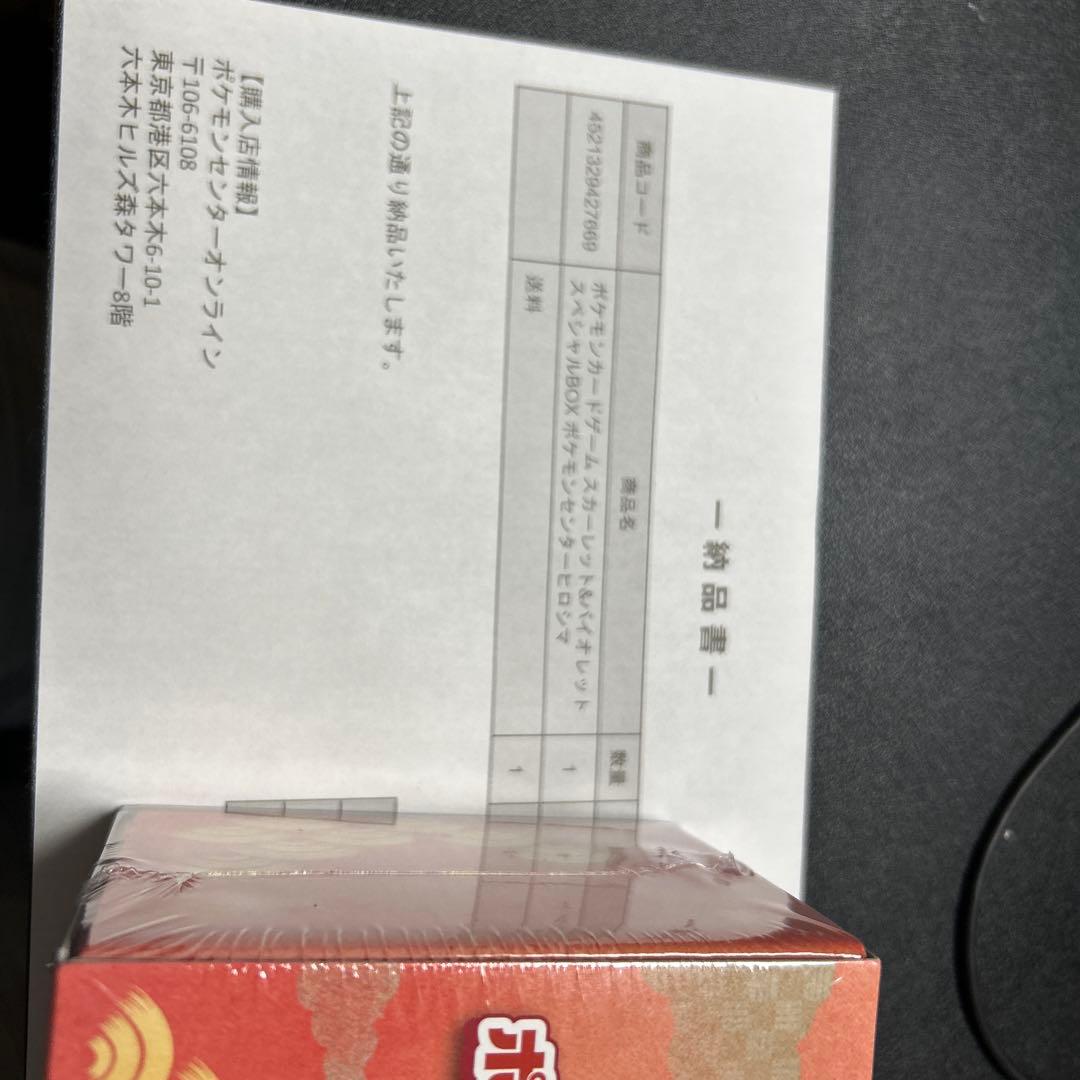 ー 納 品 書 ー
商品コード 商品名 数量
4521329427669 ポケモンカードゲーム スカーレット&バイオレット
スペシャルBOX ポケモンセンターヒロシマ 1
送料 1
上記の通り納品いたします。
【購入店情報】
ポケモンセンターオンライン
〒106-6108
東京都港区六本木6-10-1
六本木ヒルズ森タワー8階
ポ